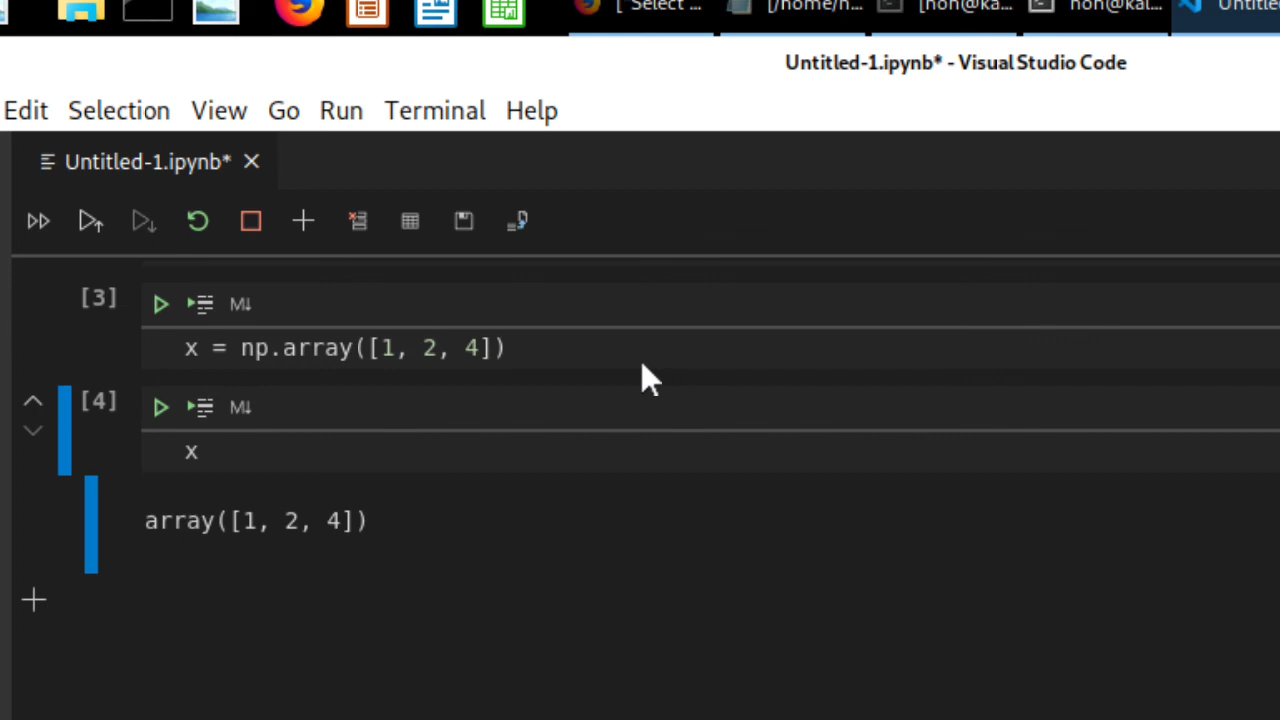 ["Select ...
[/home/n...
[non@ka...
non@kal...
Untitle
Untitled-1.ipynb* - Visual Studio Code
Edit Selection View Go Run Terminal Help
Untitled-1.ipynb*
[3]
M↓
x = np.array([1, 2, 4])
[4]
M↓
x
array([1, 2, 4])